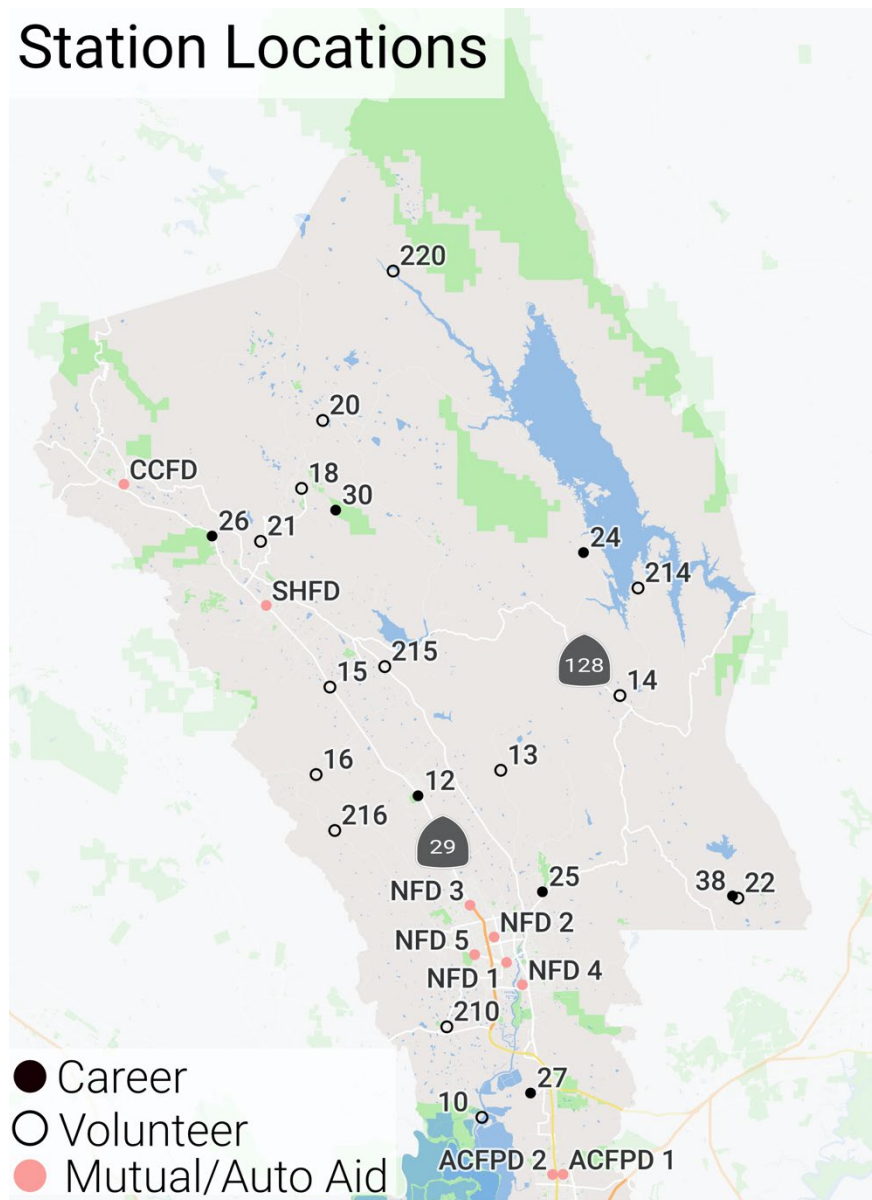 Station Locations
220
20
CCFD
18
30
26
21
24
214
SHFD
215
15
128
14
16
13
12
216
29
25
38
22
NFD 3
NFD 2
NFD 5
NFD 1
NFD 4
210
27
10
ACFPD 2
ACFPD 1
Career
Volunteer
Mutual/Auto Aid